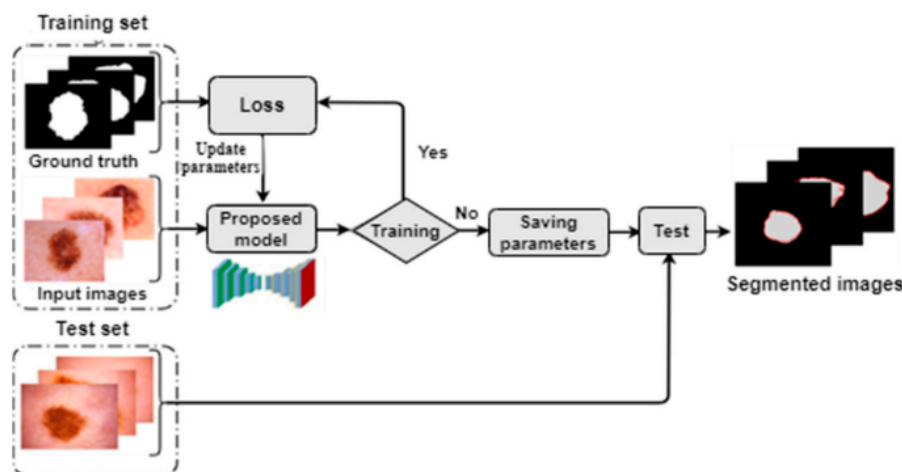 Training set
Ground truth
Input images
Test set
Loss
Update
parameters
Proposed
model
Yes
Training
No
Saving
parameters
Test
Segmented images